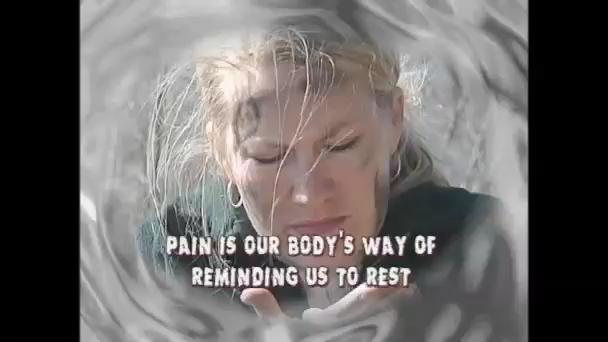 PAIN IS OUR BODY'S WAY OF
REMINDING US TO REST